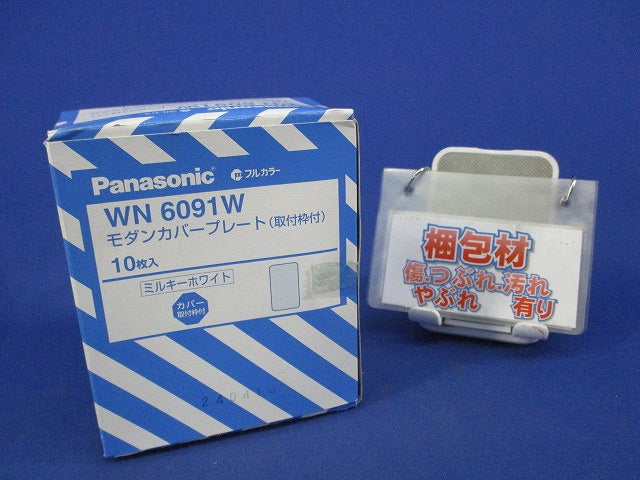 Panasonic
フルカラー
WN 6091W
モダンカバープレート(取付枠付)
10枚入
ミルキーホワイト
カバー
取付枠付
240414
梱包材
傷、つぶれ、汚れ
やぶれ 有り